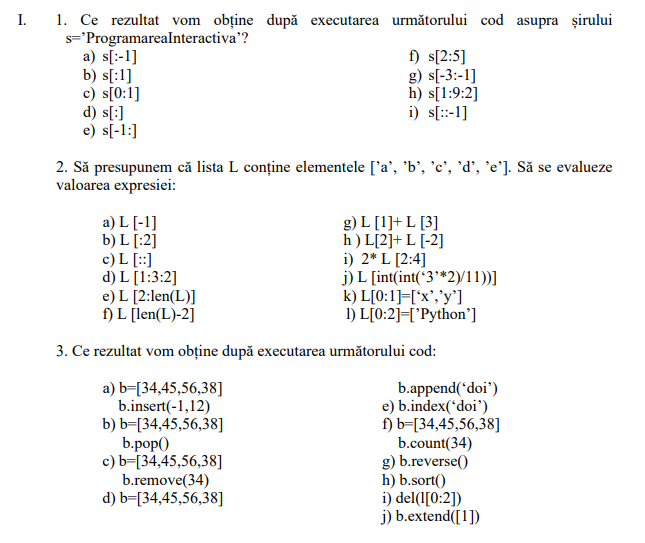 I. 1. Ce rezultat vom obține după executarea următorului cod asupra șirului
s=’ProgramareaInteractiva’?
a) s[:-1]
b) s[:1]
c) s[0:1]
d) s[:]
e) s[-1:]
f) s[2:5]
g) s[-3:-1]
h) s[1:9:2]
i) s[::-1]
2. Să presupunem că lista L conține elementele [’a’, ’b’, ’c’, ’d’, ’e’]. Să se evalueze
valoarea expresiei:
a) L [-1]
b) L [:2]
c) L [::]
d) L [1:3:2]
e) L [2:len(L)]
f) L [len(L)-2]
g) L [1]+ L [3]
h ) L[2]+ L [-2]
i) 2* L [2:4]
j) L [int(int(‘3’*2)/11))]
k) L[0:1]=[‘x’,’y’]
l) L[0:2]=[’Python’]
3. Ce rezultat vom obține după executarea următorului cod:
a) b=[34,45,56,38]
b.insert(-1,12)
b) b=[34,45,56,38]
b.pop()
c) b=[34,45,56,38]
b.remove(34)
d) b=[34,45,56,38]
b.append(‘doi’)
e) b.index(‘doi’)
f) b=[34,45,56,38]
b.count(34)
g) b.reverse()
h) b.sort()
i) del(l[0:2])
j) b.extend([1])